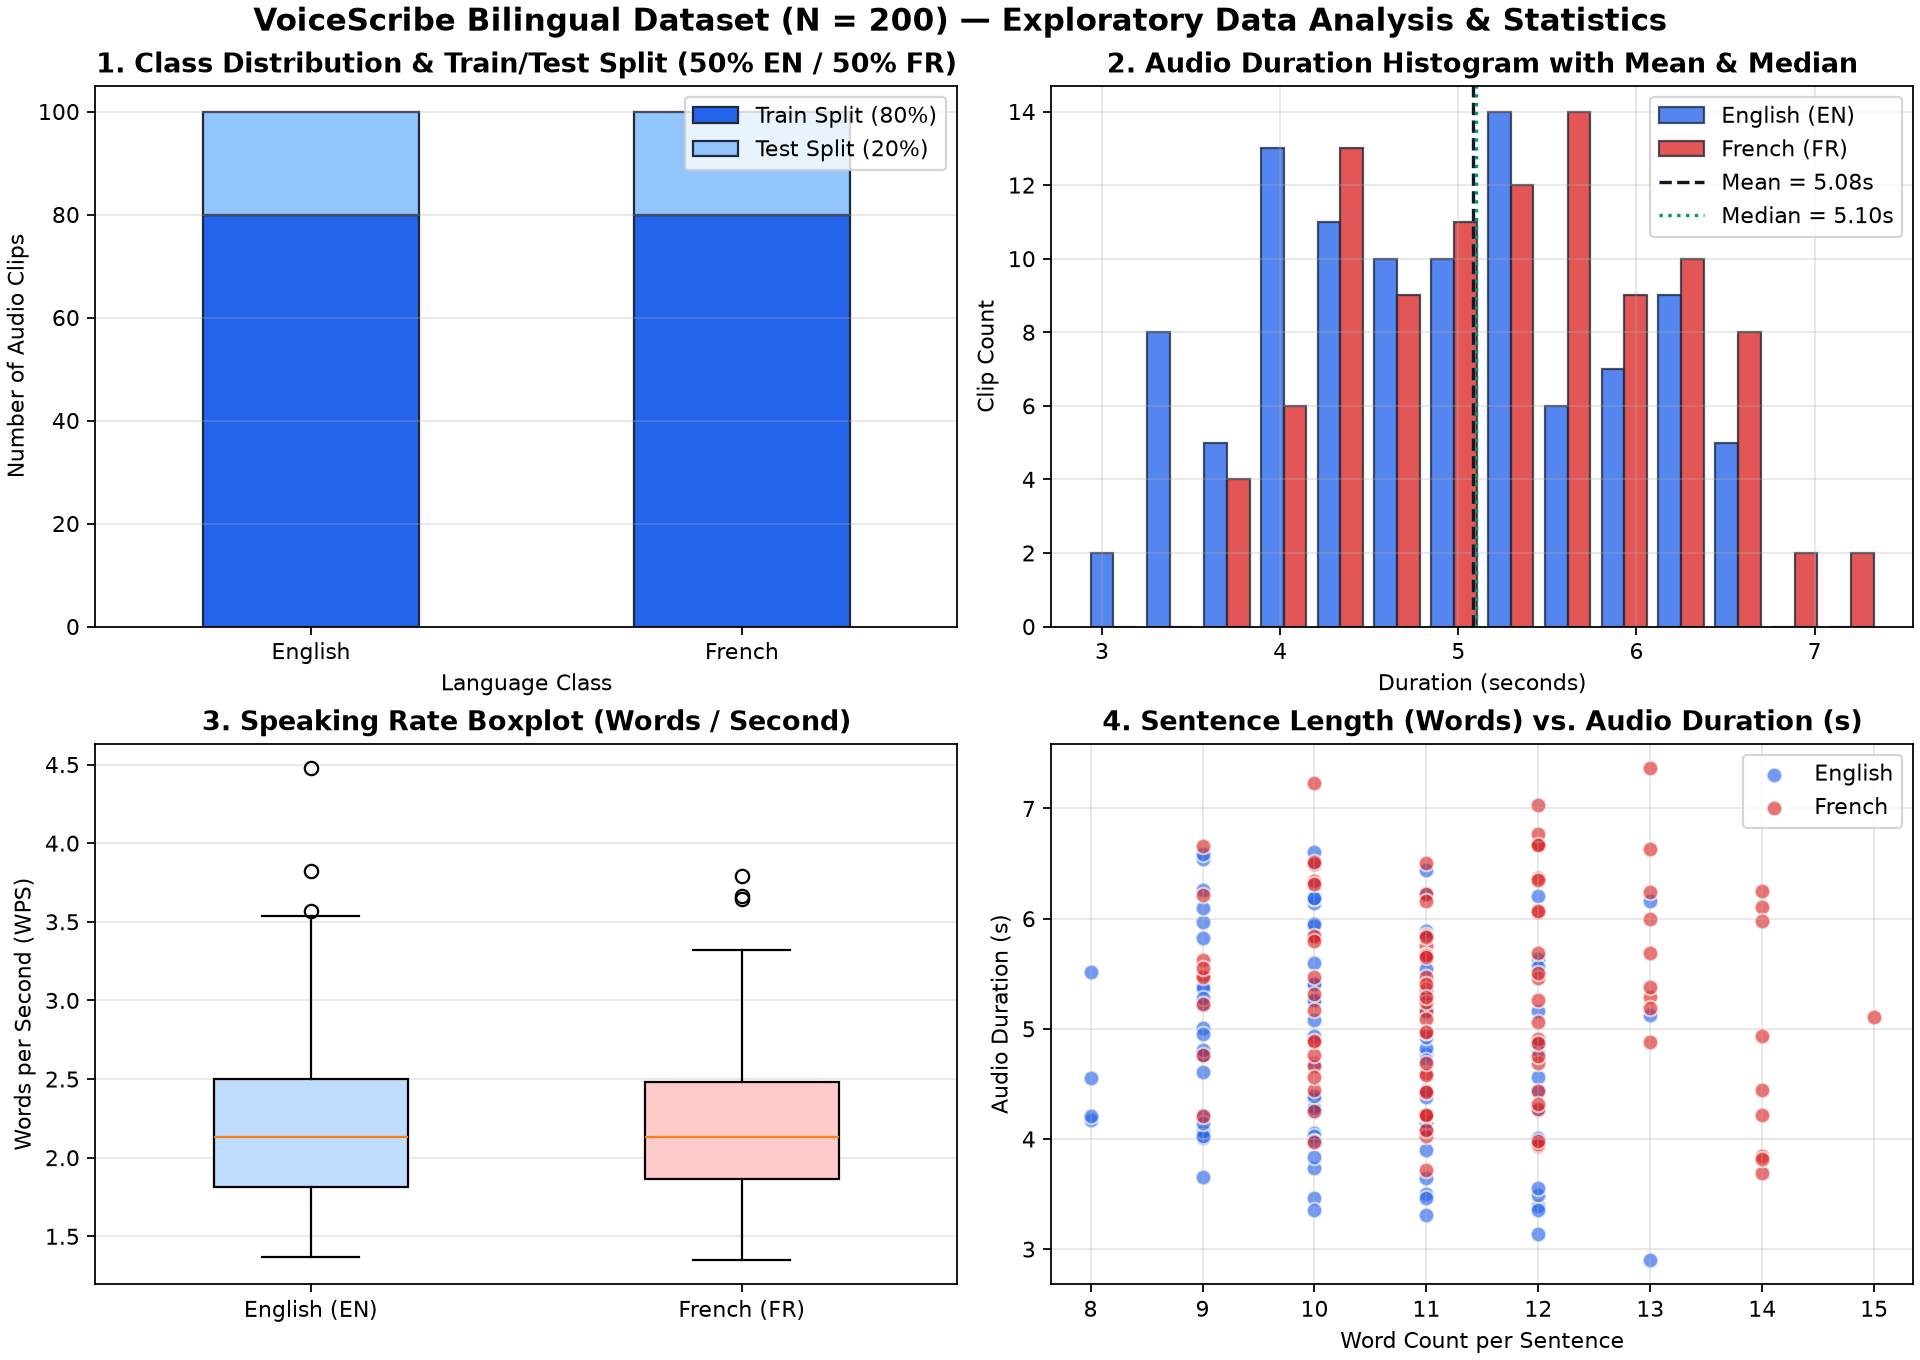 VoiceScribe Bilingual Dataset (N = 200) — Exploratory Data Analysis & Statistics
1. Class Distribution & Train/Test Split (50% EN / 50% FR)
Train Split (80%)
Test Split (20%)
Number of Audio Clips
100
80
60
40
20
0
English
French
Language Class
2. Audio Duration Histogram with Mean & Median
English (EN)
French (FR)
Mean = 5.08s
Median = 5.10s
Clip Count
14
12
10
8
6
4
2
0
3
4
5
6
7
Duration (seconds)
3. Speaking Rate Boxplot (Words / Second)
Words per Second (WPS)
4.5
4.0
3.5
3.0
2.5
2.0
1.5
English (EN)
French (FR)
4. Sentence Length (Words) vs. Audio Duration (s)
English
French
Audio Duration (s)
7
6
5
4
3
8
9
10
11
12
13
14
15
Word Count per Sentence